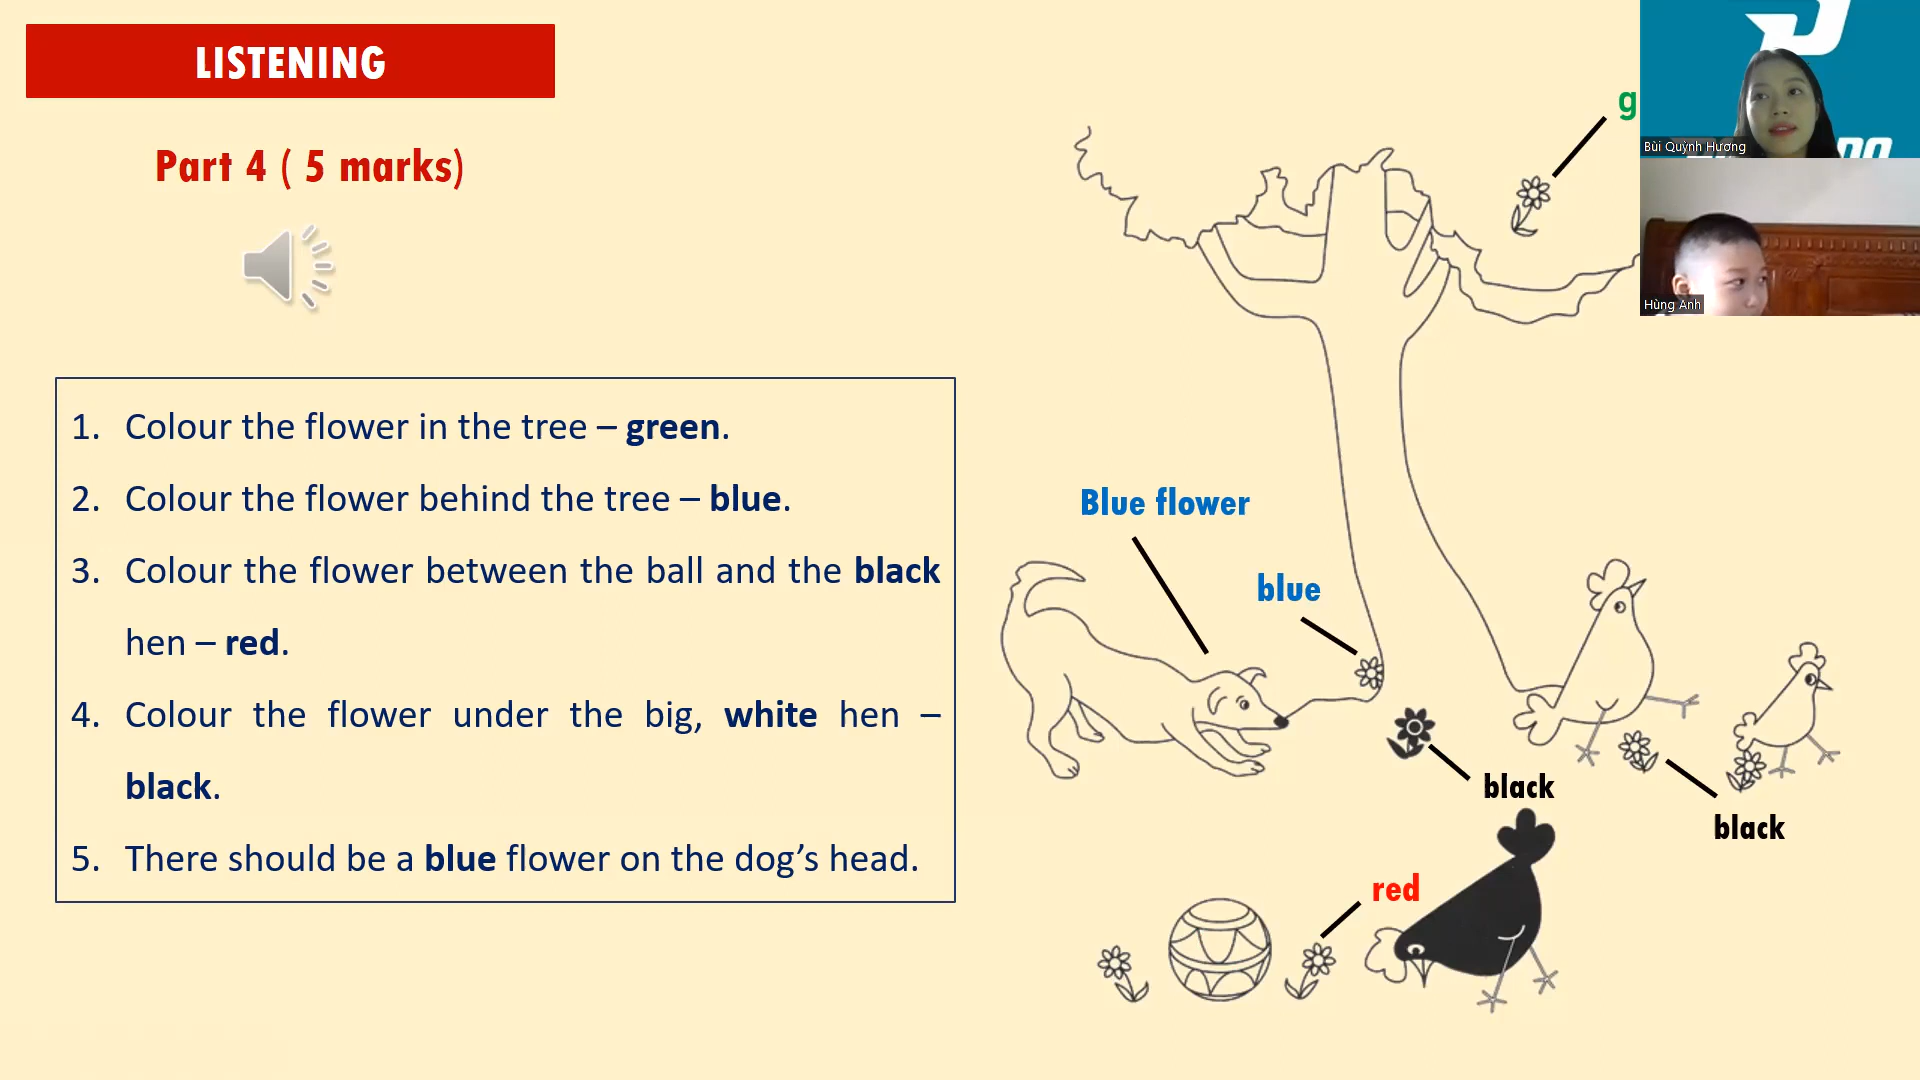 LISTENING
Part 4 ( 5 marks)
1. Colour the flower in the tree – green.
2. Colour the flower behind the tree – blue.
3. Colour the flower between the ball and the black
hen – red.
4. Colour the flower under the big, white hen –
black.
5. There should be a blue flower on the dog’s head.
g
Bùi Quỳnh Hương
Hùng Anh
Blue flower
blue
black
black
red